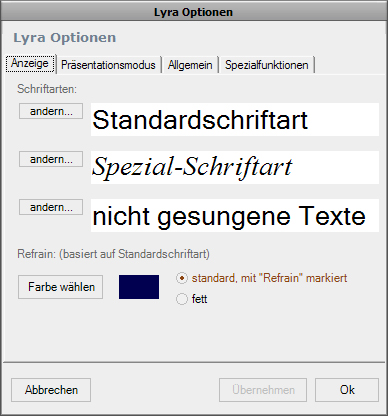 Lyra Optionen
Lyra Optionen
Anzeige Präsentationsmodus Allgemein Spezialfunktionen
Schriftarten:
andern... Standardschriftart
andern... Spezial-Schriftart
andern... nicht gesungene Texte
Refrain: (basiert auf Standardschriftart)
Farbe wählen standard, mit "Refrain" markiert
fett
Abbrechen Übernehmen Ok